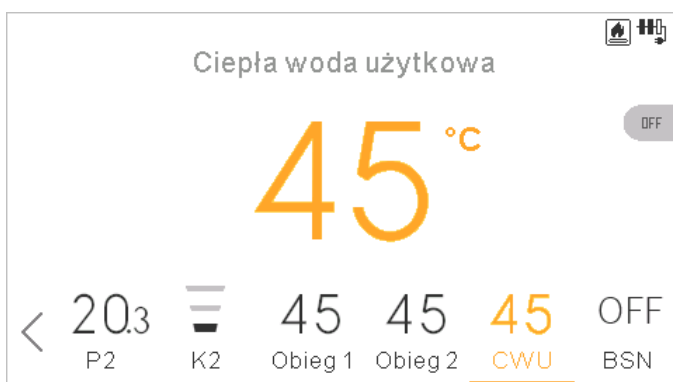 Ciepła woda użytkowa
45 °C
OFF
20.3 45 45 45 OFF
P2 K2 Obieg 1 Obieg 2 CWU BSN